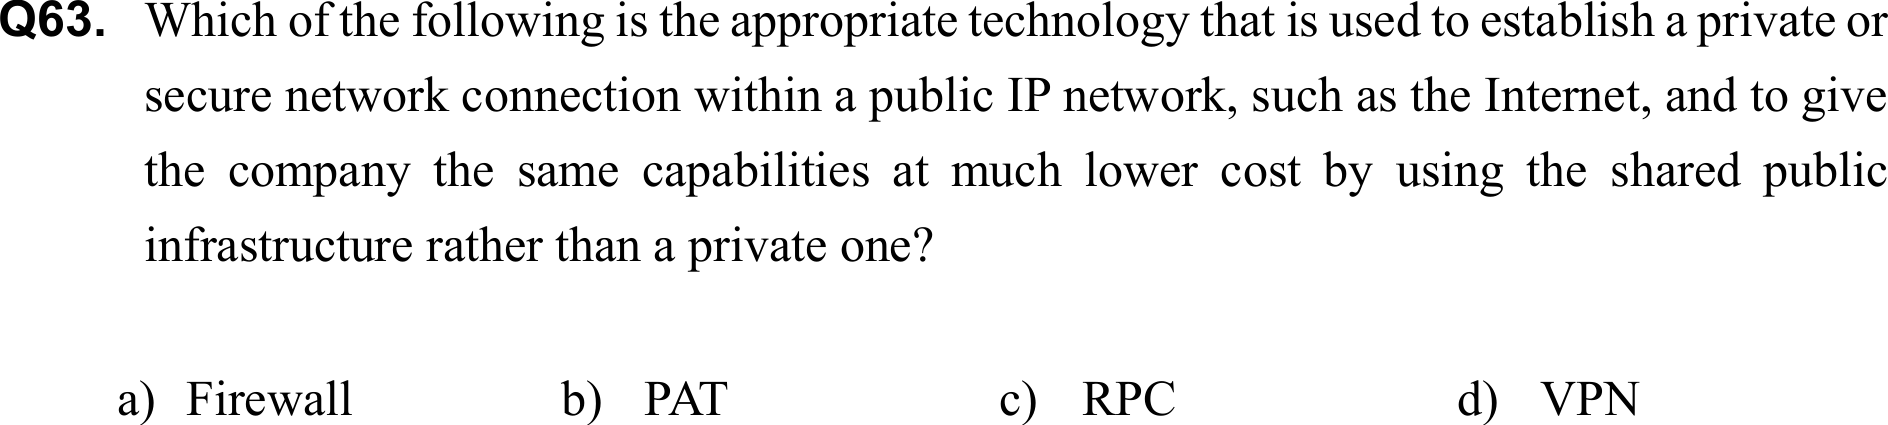 Q63. Which of the following is the appropriate technology that is used to establish a private or
secure network connection within a public IP network, such as the Internet, and to give
the company the same capabilities at much lower cost by using the shared public
infrastructure rather than a private one?
a) Firewall b) PAT c) RPC d) VPN